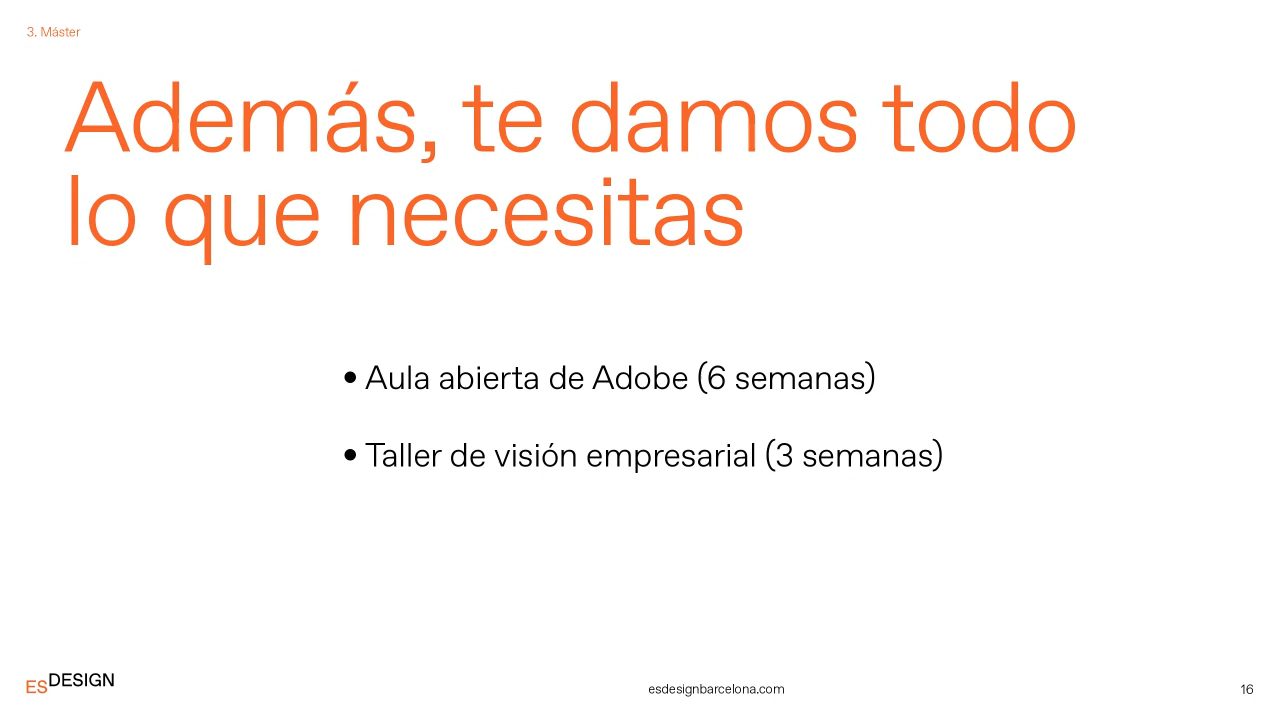 3. Máster
Además, te damos todo
lo que necesitas
• Aula abierta de Adobe (6 semanas)
• Taller de visión empresarial (3 semanas)
ESDESIGN
esdesignbarcelona.com
16